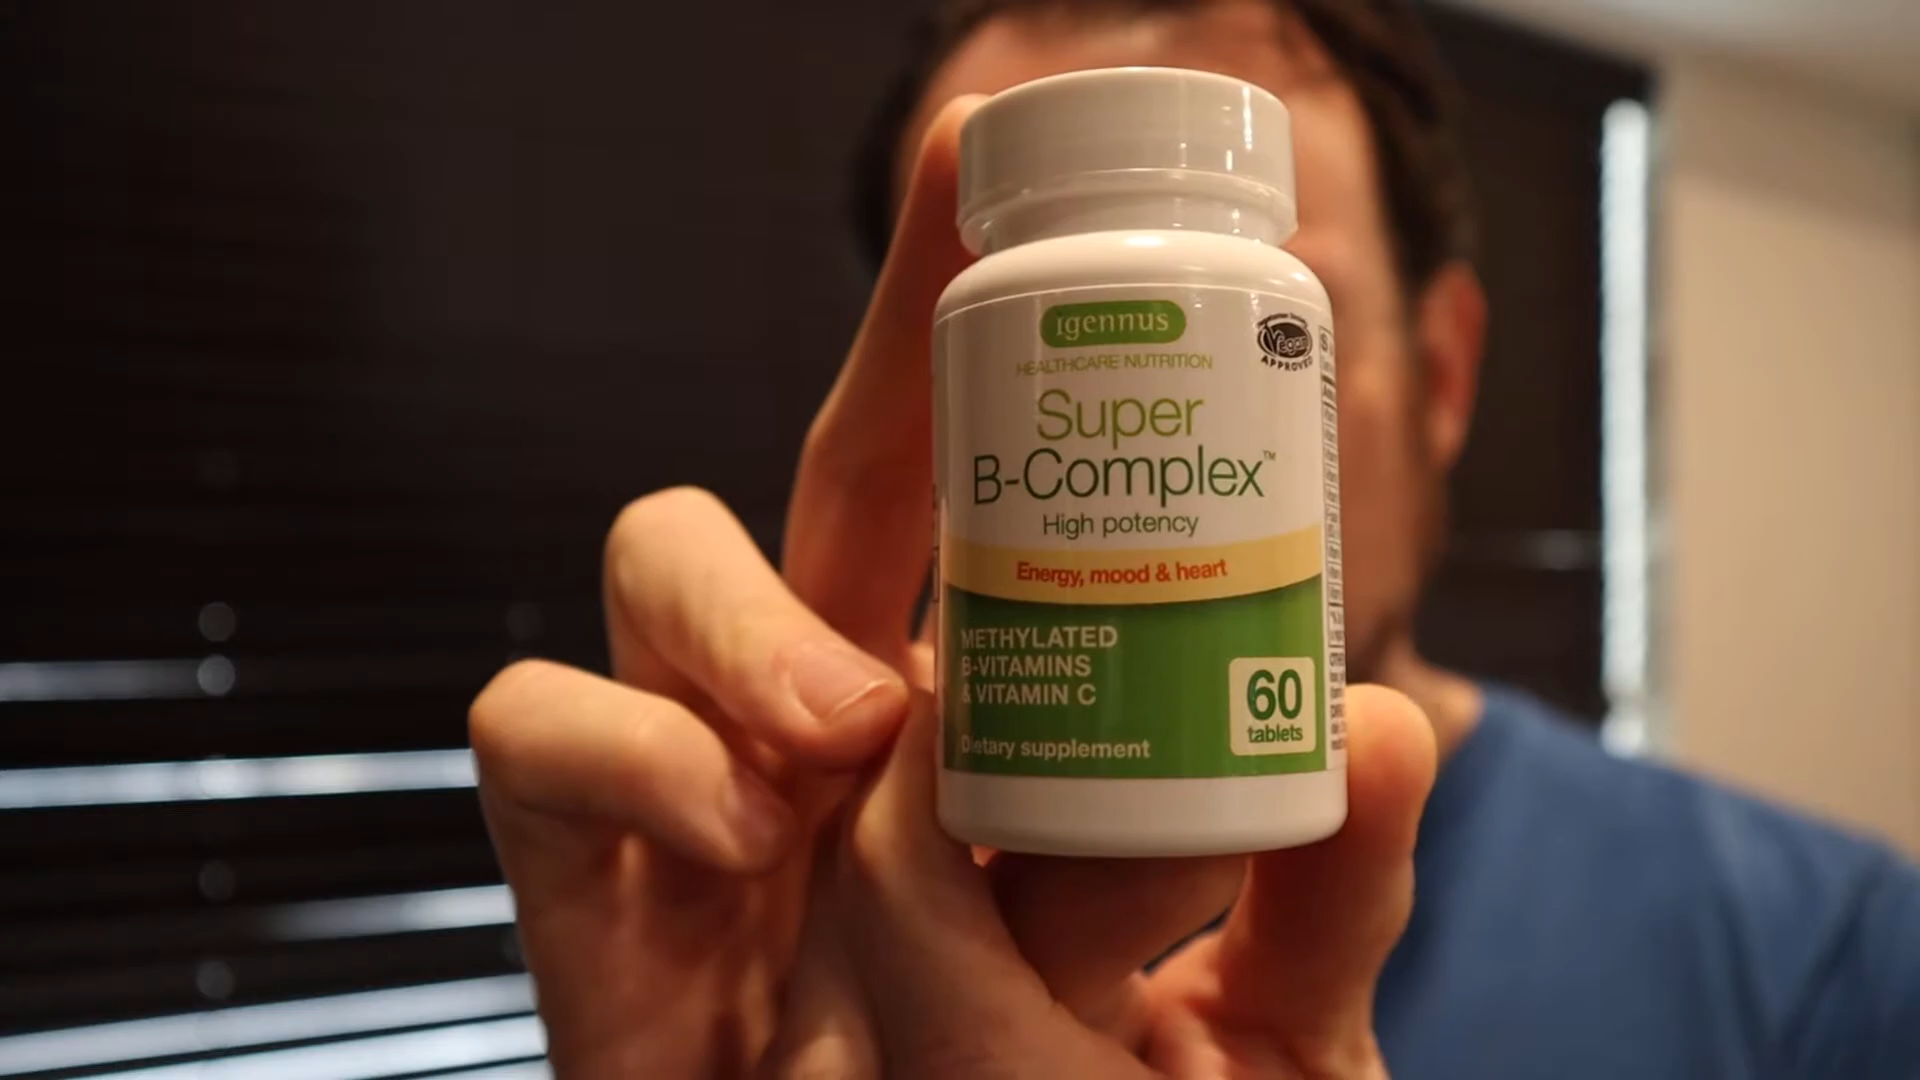 igennus
HEALTHCARE NUTRITION
Vegan
APPROVED
Super
B-Complex™
High potency
Energy, mood & heart
METHYLATED
B-VITAMINS
& VITAMIN C
60
tablets
Dietary supplement